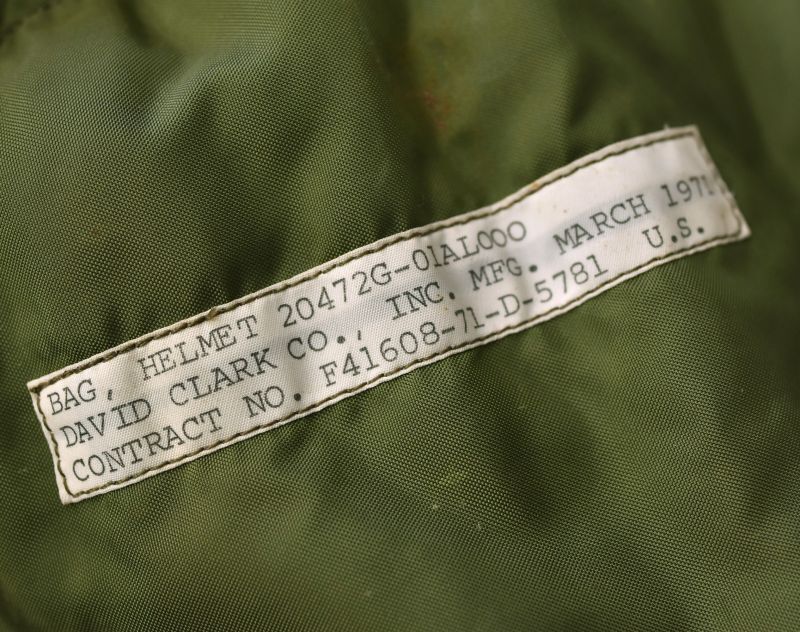 BAG, HELMET 20472G-01AL000
DAVID CLARK CO., INC. MFG. MARCH 1971
CONTRACT NO. F41608-71-D-5781 U.S.